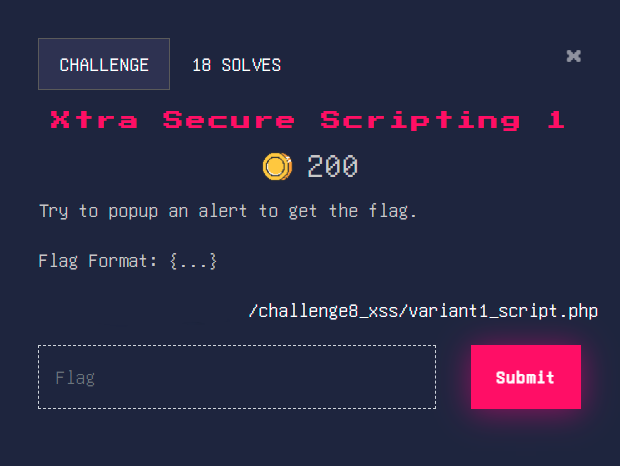 CHALLENGE 18 SOLVES ✖
Xtra Secure Scripting 1
200
Try to popup an alert to get the flag.
Flag Format: {...}
/challenge8_xss/variant1_script.php
Flag Submit